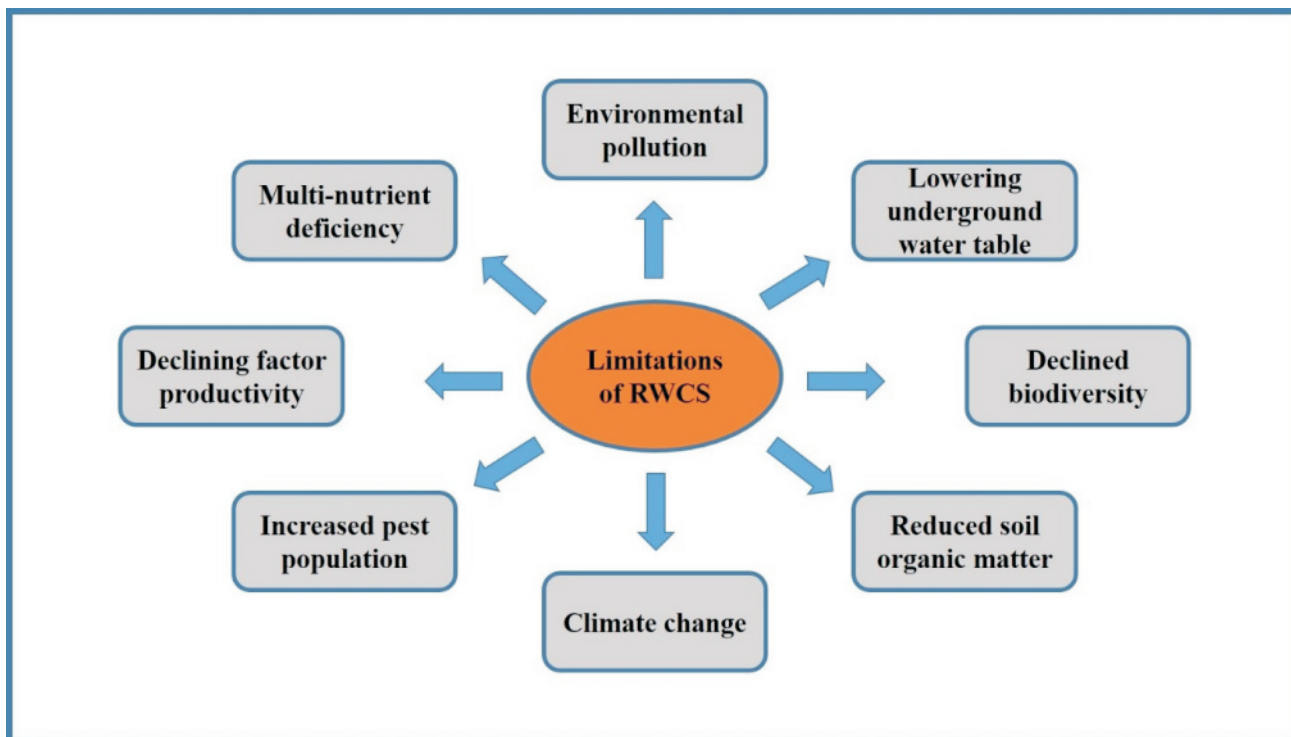 Environmental
pollution
Lowering
underground
water table
Multi-nutrient
deficiency
Declining factor
productivity
Limitations
of RWCS
Declined
biodiversity
Increased pest
population
Reduced soil
organic matter
Climate change